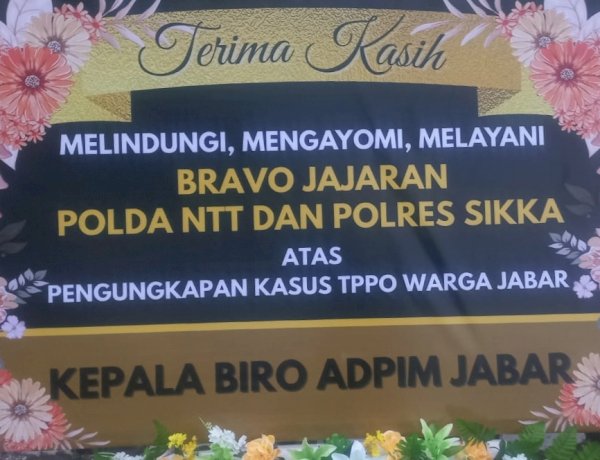 Terima Kasih
MELINDUNGI, MENGAYOMI, MELAYANI
BRAVO JAJARAN
POLDA NTT DAN POLRES SIKKA
ATAS
PENGUNGKAPAN KASUS TPPO WARGA JABAR
KEPALA BIRO ADPIM JABAR